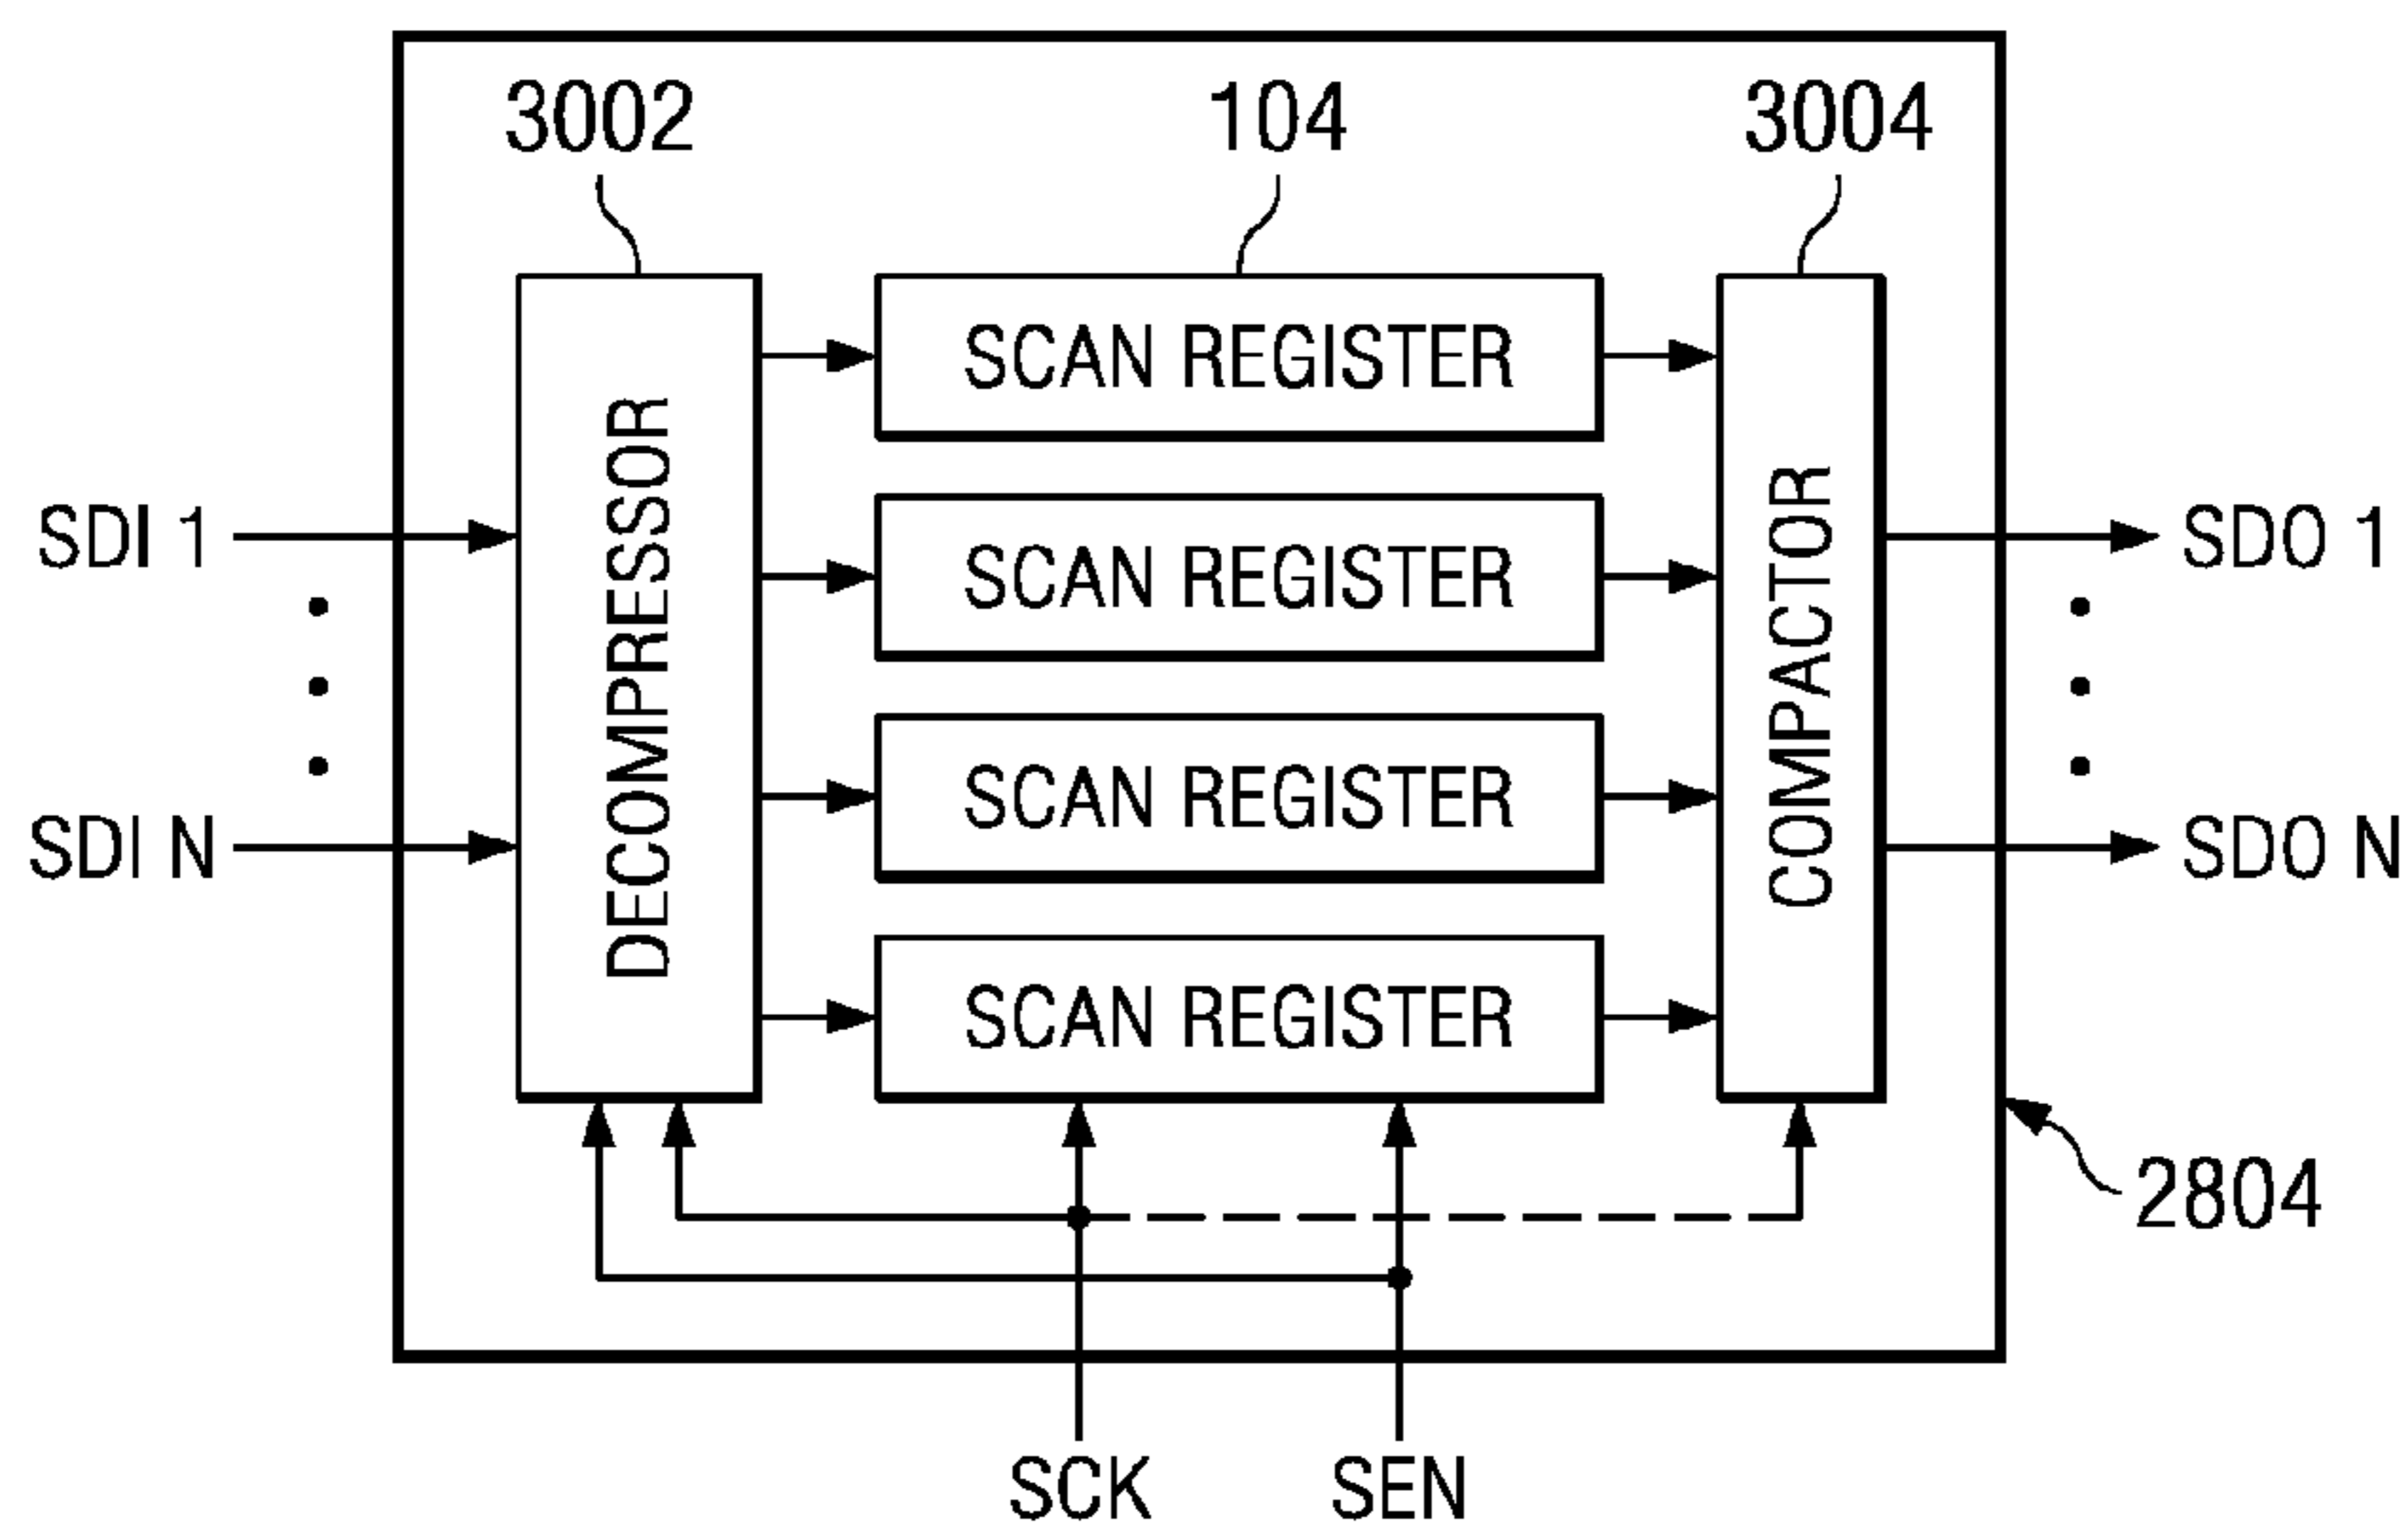 3002
104
3004
SCAN REGISTER
SCAN REGISTER
SCAN REGISTER
SCAN REGISTER
DECOMPRESSOR
COMPACTOR
SDI 1
SDI N
SDO 1
SDO N
2804
SCK
SEN